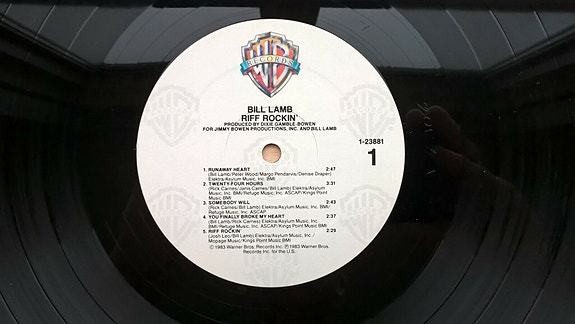 WB
RECORDS
BILL LAMB
RIFF ROCKIN'
PRODUCED BY DIXIE GAMBLE-BOWEN
FOR JIMMY BOWEN PRODUCTIONS, INC. AND BILL LAMB
1-23881
1
1. RUNAWAY HEART 2:47
(Bill Lamb/Peter Wood/Margo Pendarvis/Denise Draper)
Elektra/Asylum Music, Inc. BMI
2. TWENTY-FOUR HOURS 3:31
(Rick Carnes/Janis Carnes/Bill Lamb) Elektra/Asylum Music,
Inc. BMI/Refuge Music, Inc. ASCAP/Kings Point Music BMI
3. SOMEBODY WILL 2:43
(Rick Carnes/Bill Lamb) Elektra/Asylum Music, Inc. BMI/
Refuge Music, Inc. ASCAP
4. YOU FINALLY BROKE MY HEART 2:37
(Bill Lamb/Rick Carnes) Elektra/Asylum Music, Inc.
BMI/Refuge Music, Inc. ASCAP/Kings Point Music BMI
5. RIFF ROCKIN' 2:29
(Josh Leo/Bill Lamb) Elektra/Asylum Music, Inc./
Mopage Music/Kings Point Music BMI
© 1983 Warner Bros. Records Inc. ℗ 1983 Warner Bros.
Records Inc. for the U.S.